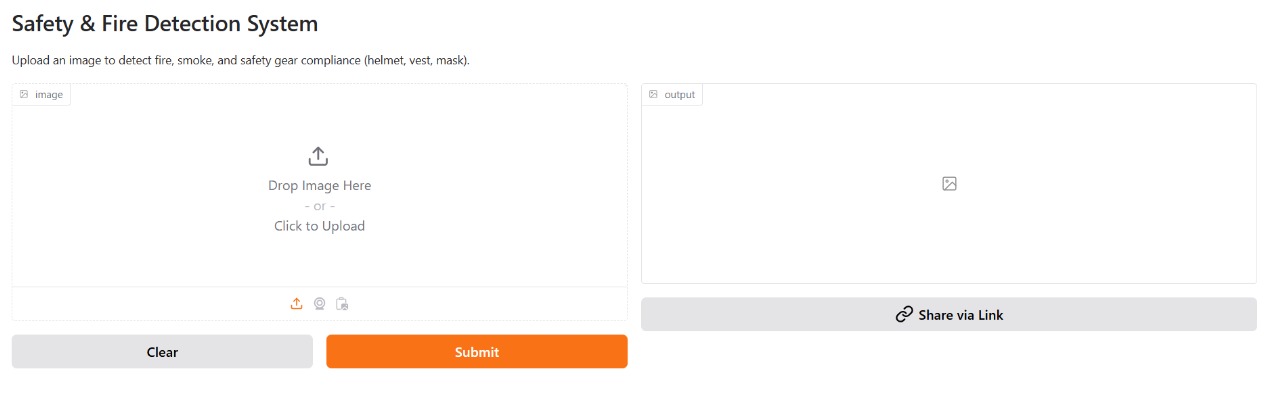 Safety & Fire Detection System
Upload an image to detect fire, smoke, and safety gear compliance (helmet, vest, mask).
image
Drop Image Here
- or -
Click to Upload
Clear
Submit
output
Share via Link